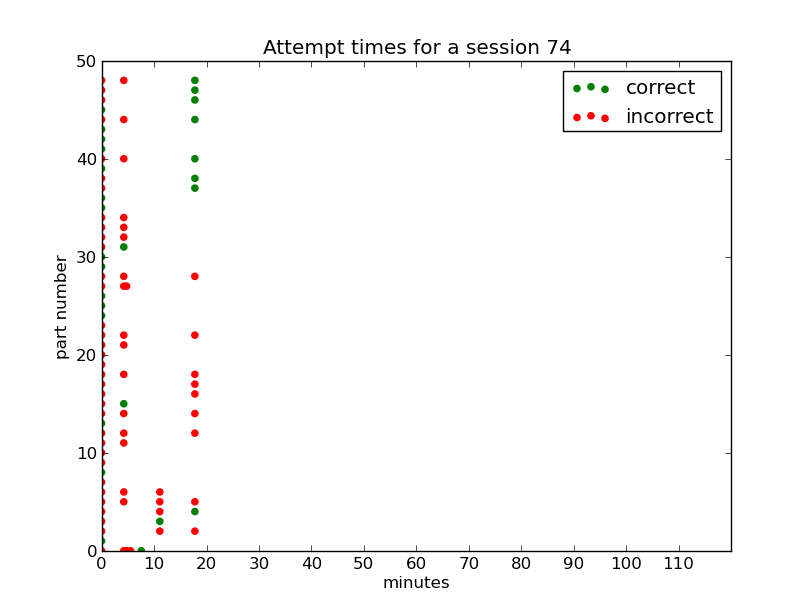 Attempt times for a session 74
correct
incorrect
50
40
30
20
10
0
part number
0 10 20 30 40 50 60 70 80 90 100 110
minutes